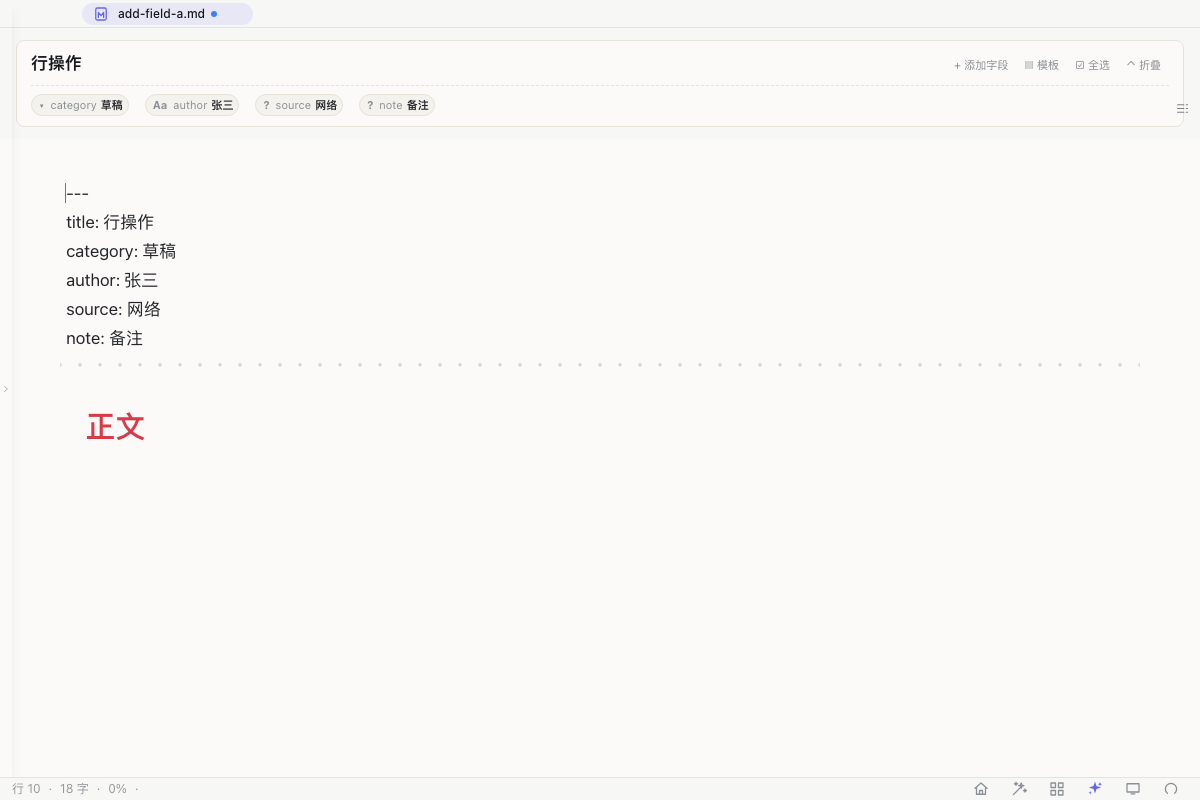 add-field-a.md
行操作
+ 添加字段 模板 全选 折叠
category 草稿 Aa author 张三 ? source 网络 ? note 备注
---
title: 行操作
category: 草稿
author: 张三
source: 网络
note: 备注
正文
行 10 · 18 字 · 0% ·